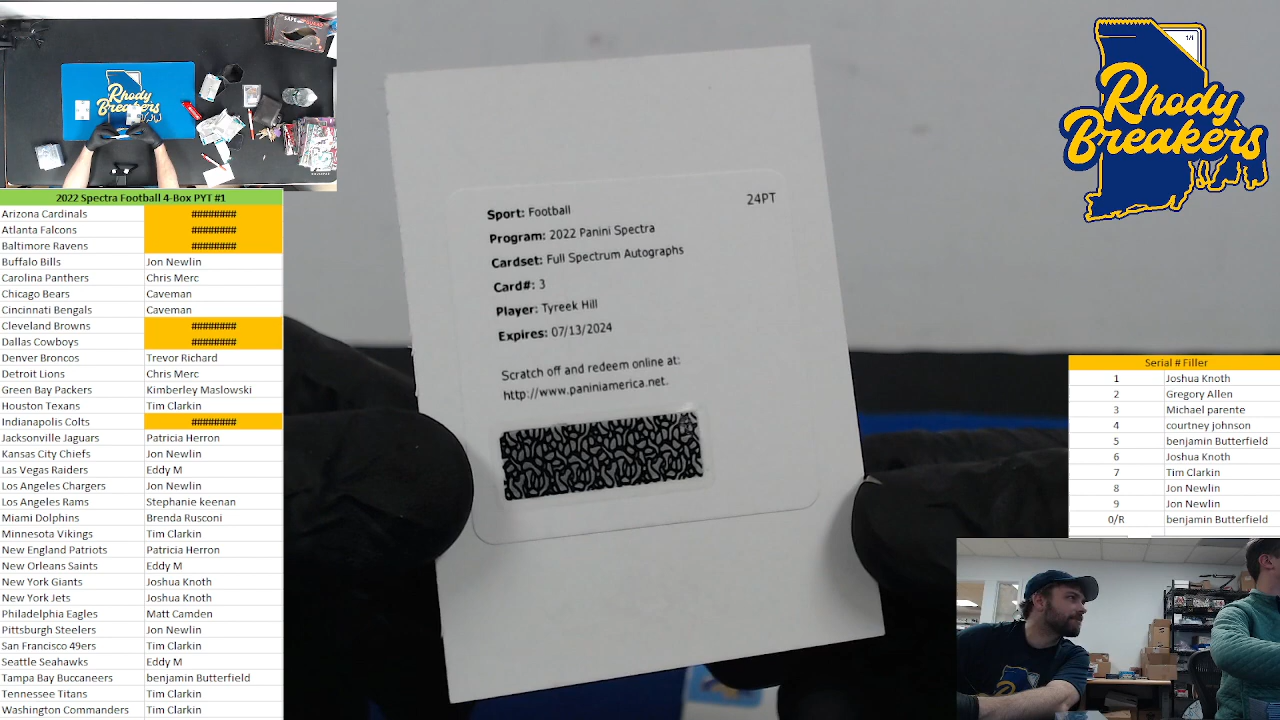 Rhody
Breakers
1/1
Rhody
Breakers
2022 Spectra Football 4-Box PYT #1
Arizona Cardinals ########
Atlanta Falcons ########
Baltimore Ravens ########
Buffalo Bills Jon Newlin
Carolina Panthers Chris Merc
Chicago Bears Caveman
Cincinnati Bengals Caveman
Cleveland Browns ########
Dallas Cowboys ########
Denver Broncos Trevor Richard
Detroit Lions Chris Merc
Green Bay Packers Kimberley Maslowski
Houston Texans Tim Clarkin
Indianapolis Colts ########
Jacksonville Jaguars Patricia Herron
Kansas City Chiefs Jon Newlin
Las Vegas Raiders Eddy M
Los Angeles Chargers Jon Newlin
Los Angeles Rams Stephanie keenan
Miami Dolphins Brenda Rusconi
Minnesota Vikings Tim Clarkin
New England Patriots Patricia Herron
New Orleans Saints Eddy M
New York Giants Joshua Knoth
New York Jets Joshua Knoth
Philadelphia Eagles Matt Camden
Pittsburgh Steelers Jon Newlin
San Francisco 49ers Tim Clarkin
Seattle Seahawks Eddy M
Tampa Bay Buccaneers benjamin Butterfield
Tennessee Titans Tim Clarkin
Washington Commanders Tim Clarkin
24PT
Sport: Football
Program: 2022 Panini Spectra
Cardset: Full Spectrum Autographs
Card#: 3
Player: Tyreek Hill
Expires: 07/13/2024
Scratch off and redeem online at:
http://www.paniniamerica.net.
Serial # Filler
1 Joshua Knoth
2 Gregory Allen
3 Michael parente
4 courtney johnson
5 benjamin Butterfield
6 Joshua Knoth
7 Tim Clarkin
8 Jon Newlin
9 Jon Newlin
0/R benjamin Butterfield
Rhody